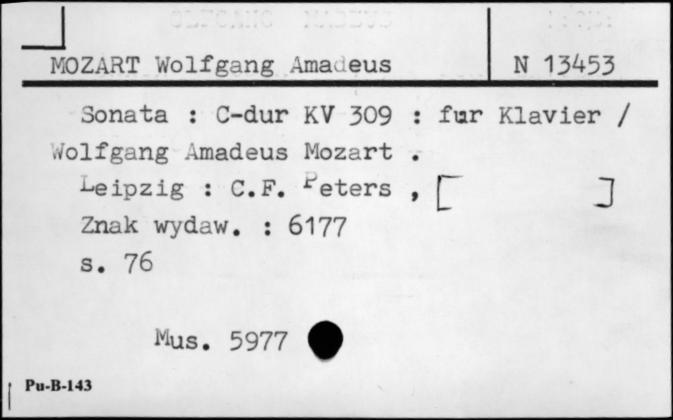 MOZART Wolfgang Amadeus N 13453
Sonata : C-dur KV 309 : fur Klavier /
Wolfgang Amadeus Mozart .
Leipzig : C.F. Peters , [ ]
Znak wydaw. : 6177
s. 76
Mus. 5977
Pu-B-143